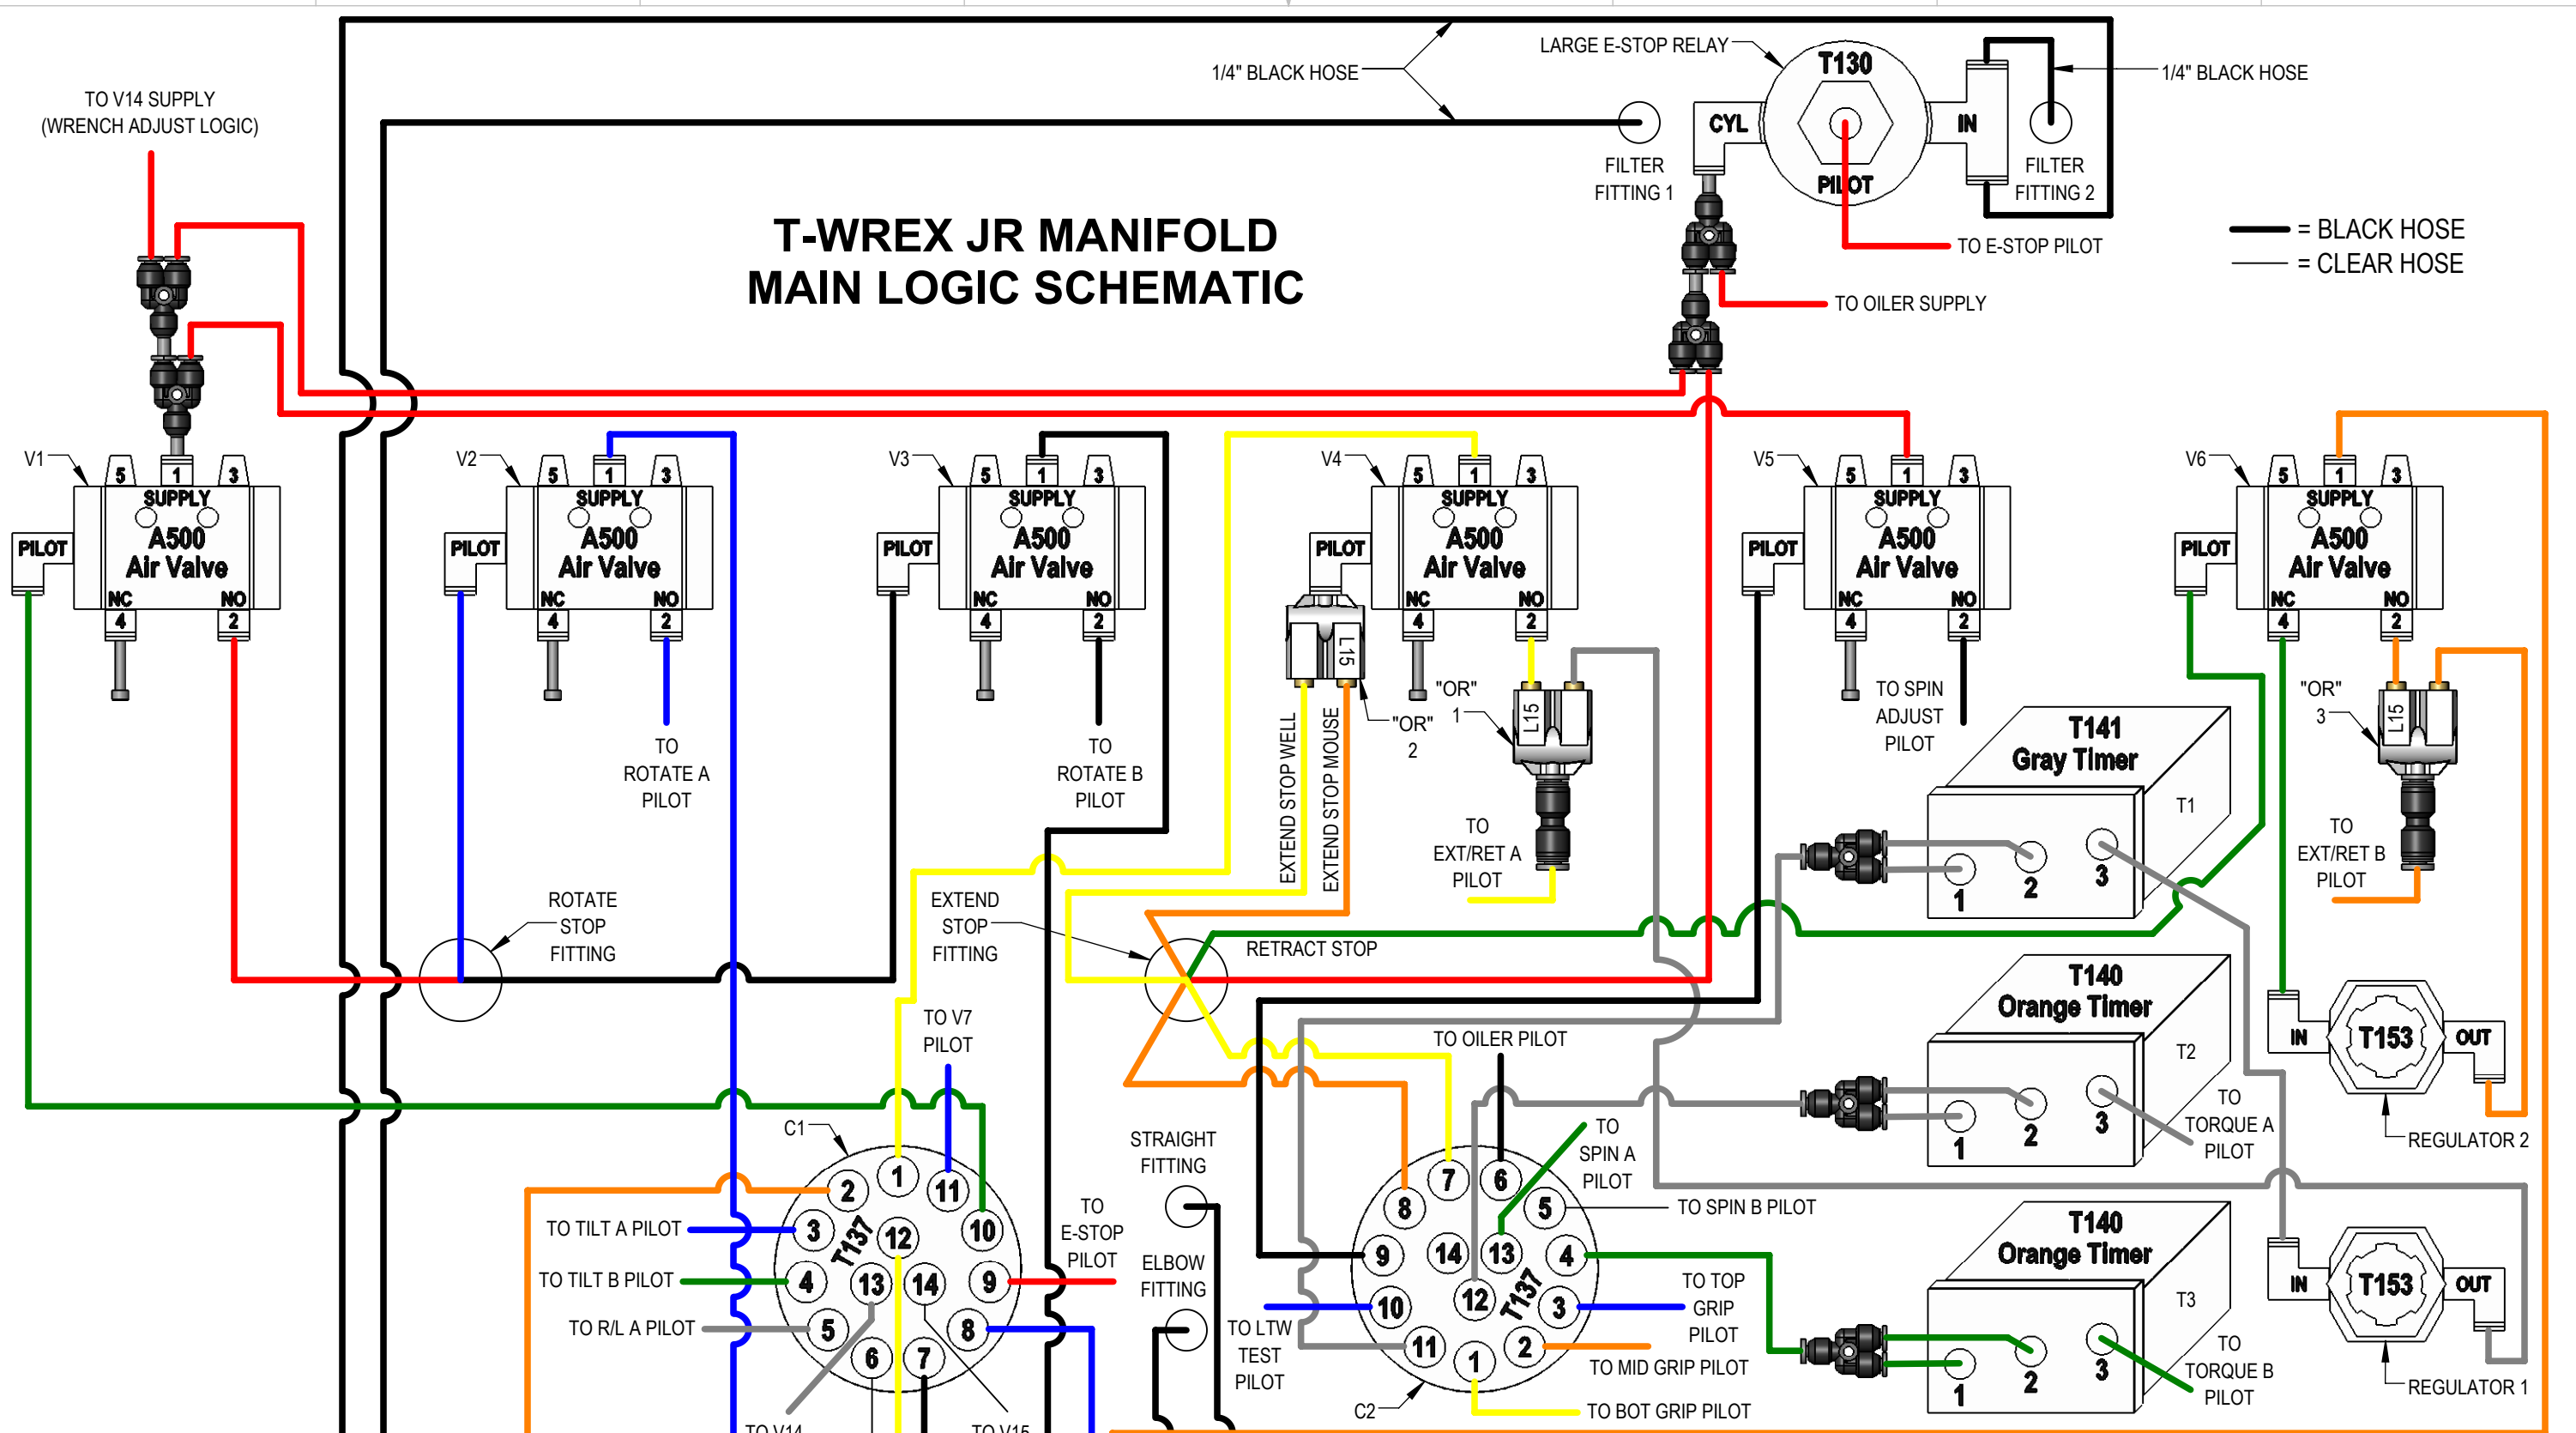 1/4" BLACK HOSE
LARGE E-STOP RELAY
T130
CYL
IN
PILOT
1/4" BLACK HOSE
FILTER
FITTING 1
FILTER
FITTING 2
TO E-STOP PILOT
TO OILER SUPPLY
= BLACK HOSE
= CLEAR HOSE
TO V14 SUPPLY
(WRENCH ADJUST LOGIC)
T-WREX JR MANIFOLD
MAIN LOGIC SCHEMATIC
V1
5
1
3
SUPPLY
PILOT
A500
Air Valve
NC
NO
4
2
V2
5
1
3
SUPPLY
PILOT
A500
Air Valve
NC
NO
4
2
TO
ROTATE A
PILOT
V3
5
1
3
SUPPLY
PILOT
A500
Air Valve
NC
NO
4
2
TO
ROTATE B
PILOT
V4
5
1
3
SUPPLY
PILOT
A500
Air Valve
NC
NO
4
2
L15
"OR"
2
"OR"
1
L15
EXTEND STOP WELL
EXTEND STOP MOUSE
TO
EXT/RET A
PILOT
V5
5
1
3
SUPPLY
PILOT
A500
Air Valve
NC
NO
4
2
TO SPIN
ADJUST
PILOT
V6
5
1
3
SUPPLY
PILOT
A500
Air Valve
NC
NO
4
2
"OR"
3
L15
TO
EXT/RET B
PILOT
T141
Gray Timer
T1
1
2
3
ROTATE
STOP
FITTING
EXTEND
STOP
FITTING
RETRACT STOP
T140
Orange Timer
T2
1
2
3
TO
TORQUE A
PILOT
IN
T153
OUT
REGULATOR 2
T140
Orange Timer
T3
1
2
3
TO
TORQUE B
PILOT
IN
T153
OUT
REGULATOR 1
TO V7
PILOT
C1
1
2
3
4
5
6
7
8
9
10
11
12
13
14
T137
TO TILT A PILOT
TO TILT B PILOT
TO R/L A PILOT
TO
E-STOP
PILOT
TO V14
TO V15
STRAIGHT
FITTING
ELBOW
FITTING
TO OILER PILOT
TO
SPIN A
PILOT
TO SPIN B PILOT
C2
7
6
8
5
9
14
13
4
10
12
3
11
1
2
T137
TO LTW
TEST
PILOT
TO TOP
GRIP
PILOT
TO MID GRIP PILOT
TO BOT GRIP PILOT